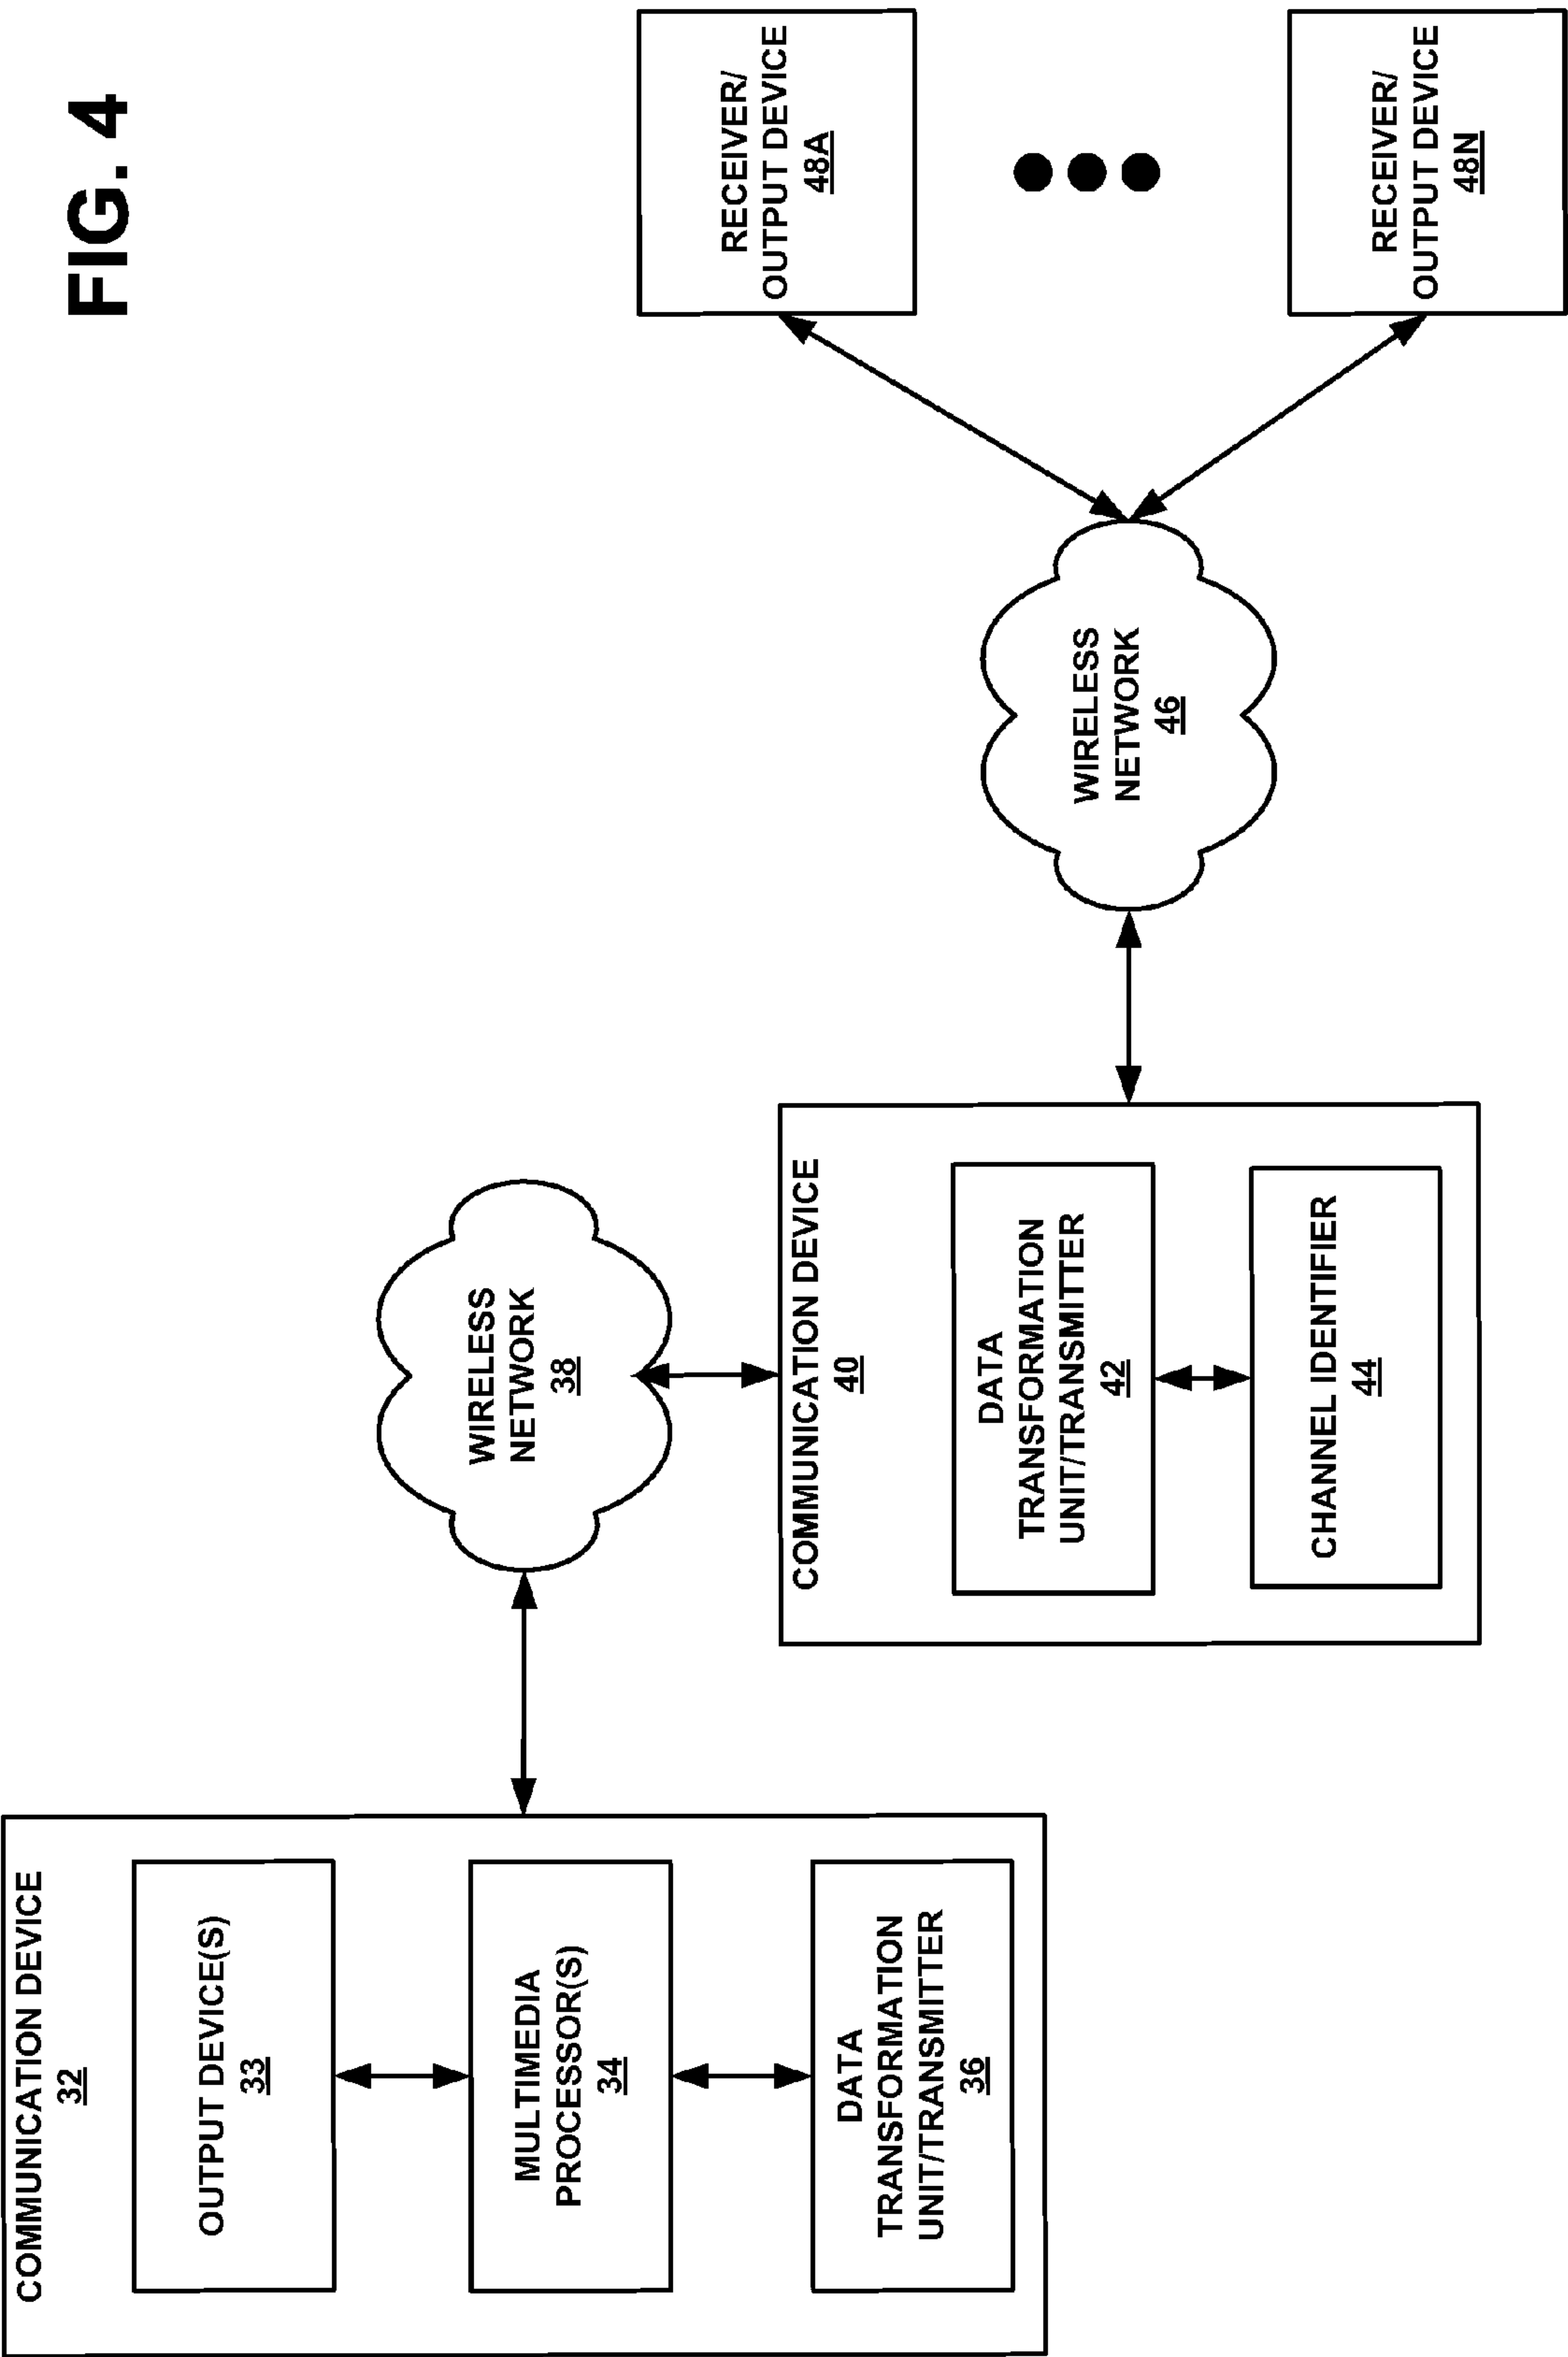 FIG. 4
COMMUNICATION DEVICE
32
OUTPUT DEVICE(S)
33
MULTIMEDIA
PROCESSOR(S)
34
DATA
TRANSFORMATION
UNIT/TRANSMITTER
36
WIRELESS
NETWORK
38
COMMUNICATION DEVICE
40
DATA
TRANSFORMATION
UNIT/TRANSMITTER
42
CHANNEL IDENTIFIER
44
WIRELESS
NETWORK
46
RECEIVER/
OUTPUT DEVICE
48A
RECEIVER/
OUTPUT DEVICE
48N